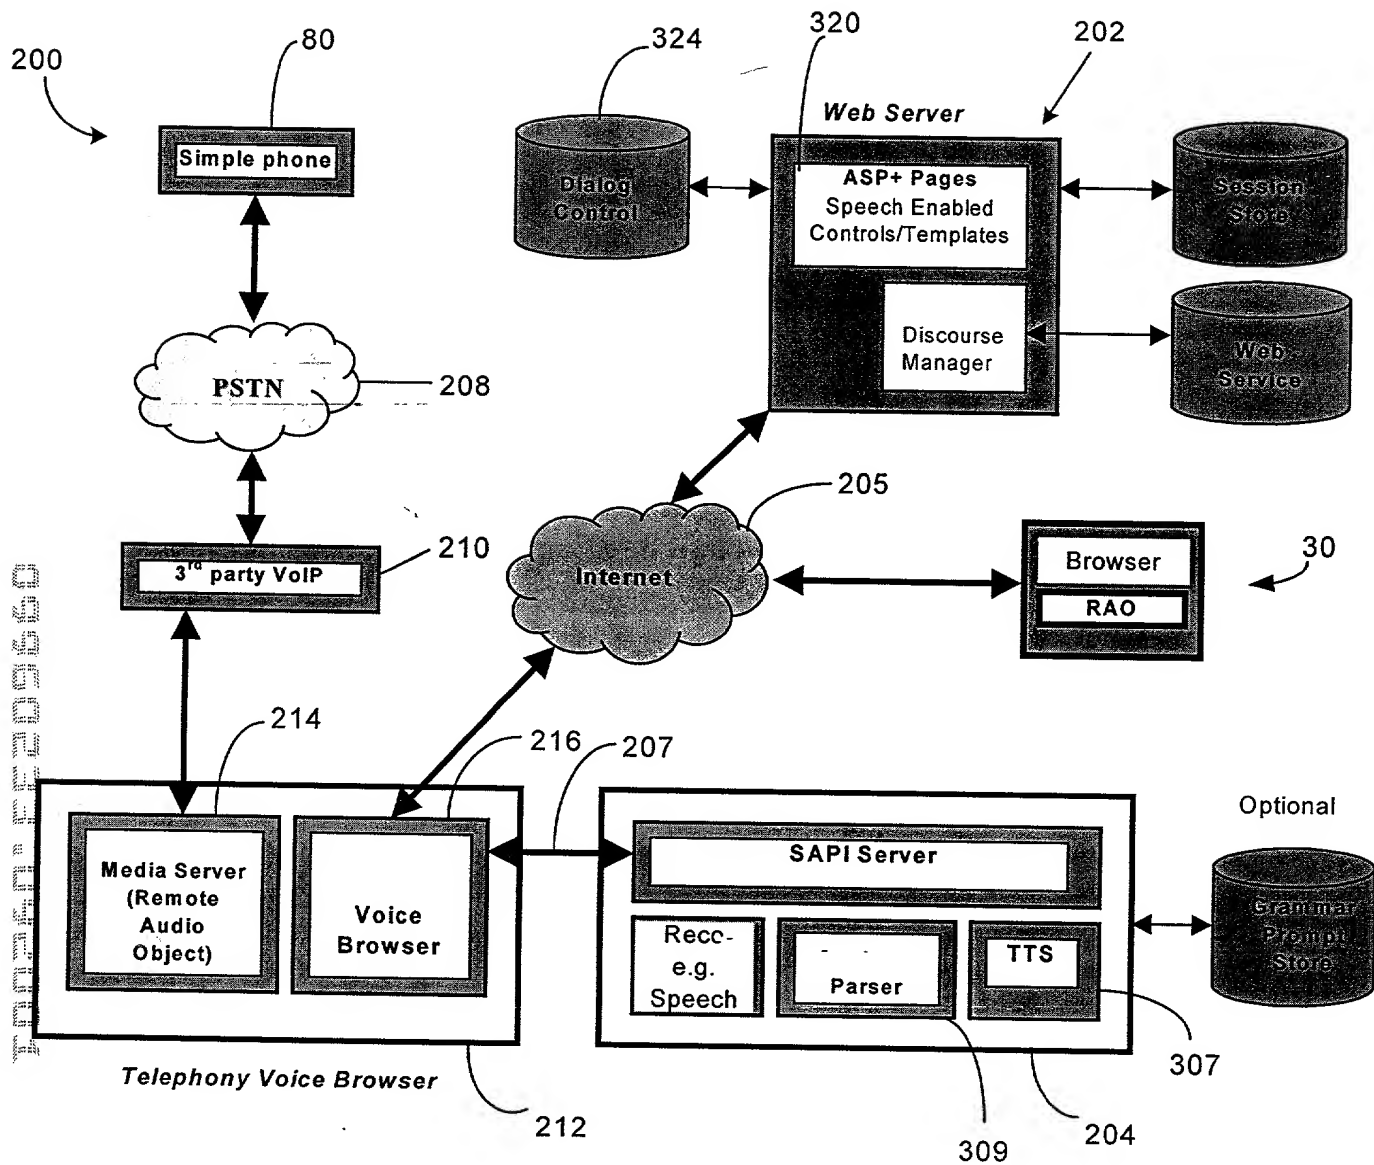 200
80
324
320
202
Simple phone
Web Server
Dialog
Control
ASP+ Pages
Speech Enabled
Controls/Templates
Session
Store
Discourse
Manager
Web
Service
PSTN
208
205
3rd party VoIP
210
Internet
Browser
RAO
30
214
216
207
Media Server
(Remote
Audio
Object)
Voice
Browser
SAPI Server
Reco-
e.g.
Speech
Parser
TTS
Optional
Grammar
Prompt
Store
Telephony Voice Browser
212
309
204
307